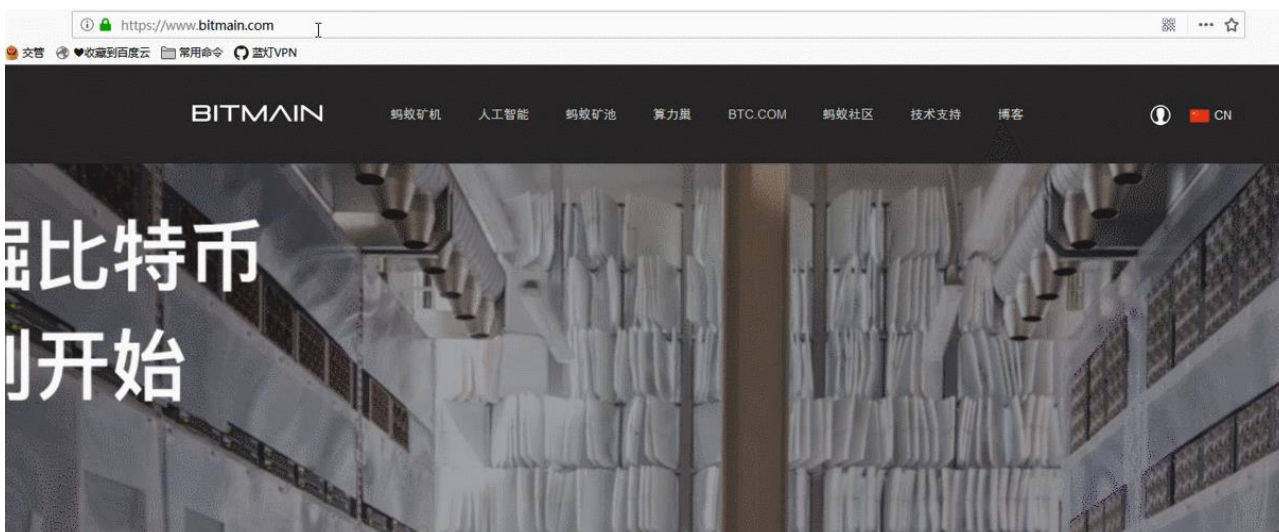 https://www.bitmain.com
交管 ♥收藏到百度云 常用命令 蓝灯VPN
BITMAIN 蚂蚁矿机 人工智能 蚂蚁矿池 算力巢 BTC.COM 蚂蚁社区 技术支持 博客 CN
掘比特币
刻开始